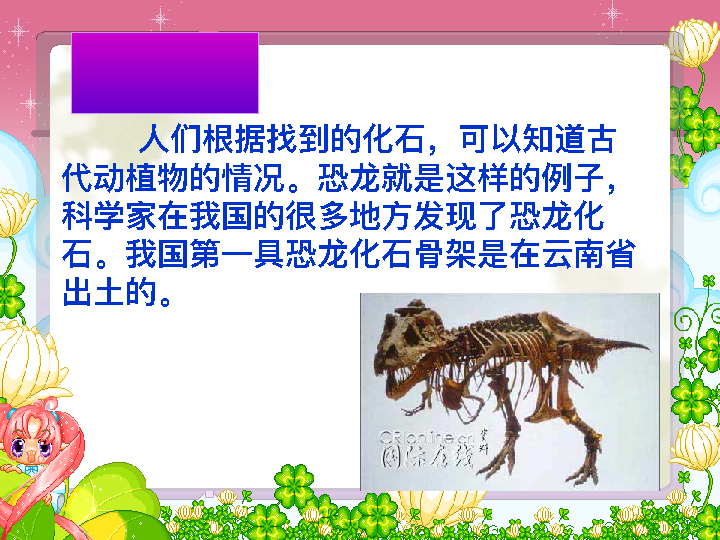 人们根据找到的化石，可以知道古
代动植物的情况。恐龙就是这样的例子，
科学家在我国的很多地方发现了恐龙化
石。我国第一具恐龙化石骨架是在云南省
出土的。
CRIonline.cn
国际在线
资料